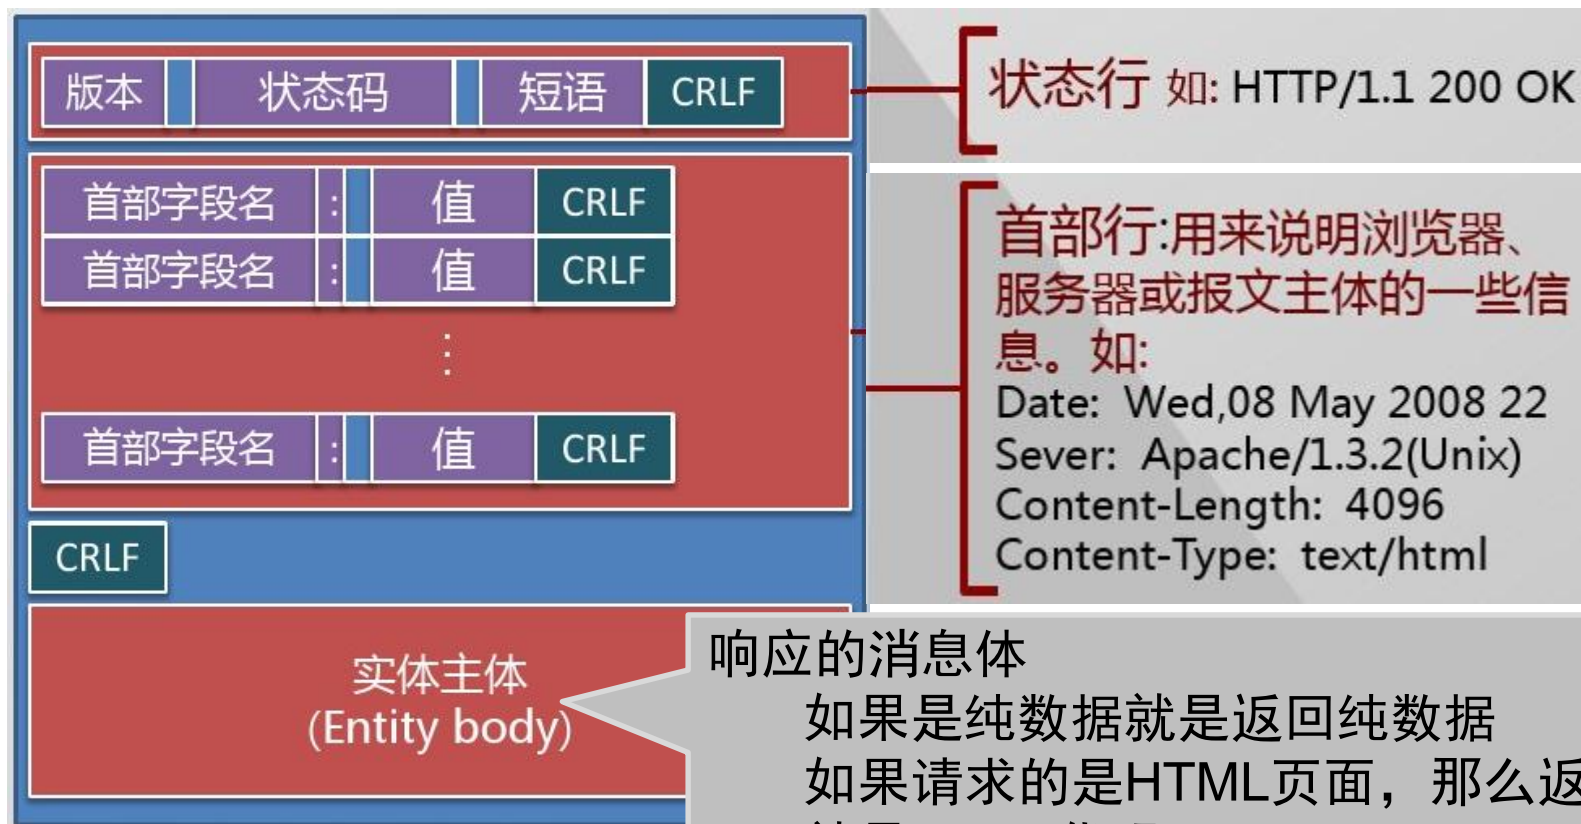 版本 状态码 短语 CRLF
状态行 如: HTTP/1.1 200 OK
首部字段名 : 值 CRLF
首部字段名 : 值 CRLF
⋮
首部字段名 : 值 CRLF
首部行:用来说明浏览器、
服务器或报文主体的一些信
息。如:
Date: Wed,08 May 2008 22
Sever: Apache/1.3.2(Unix)
Content-Length: 4096
Content-Type: text/html
CRLF
实体主体
(Entity body)
响应的消息体
如果是纯数据就是返回纯数据
如果请求的是HTML页面，那么返